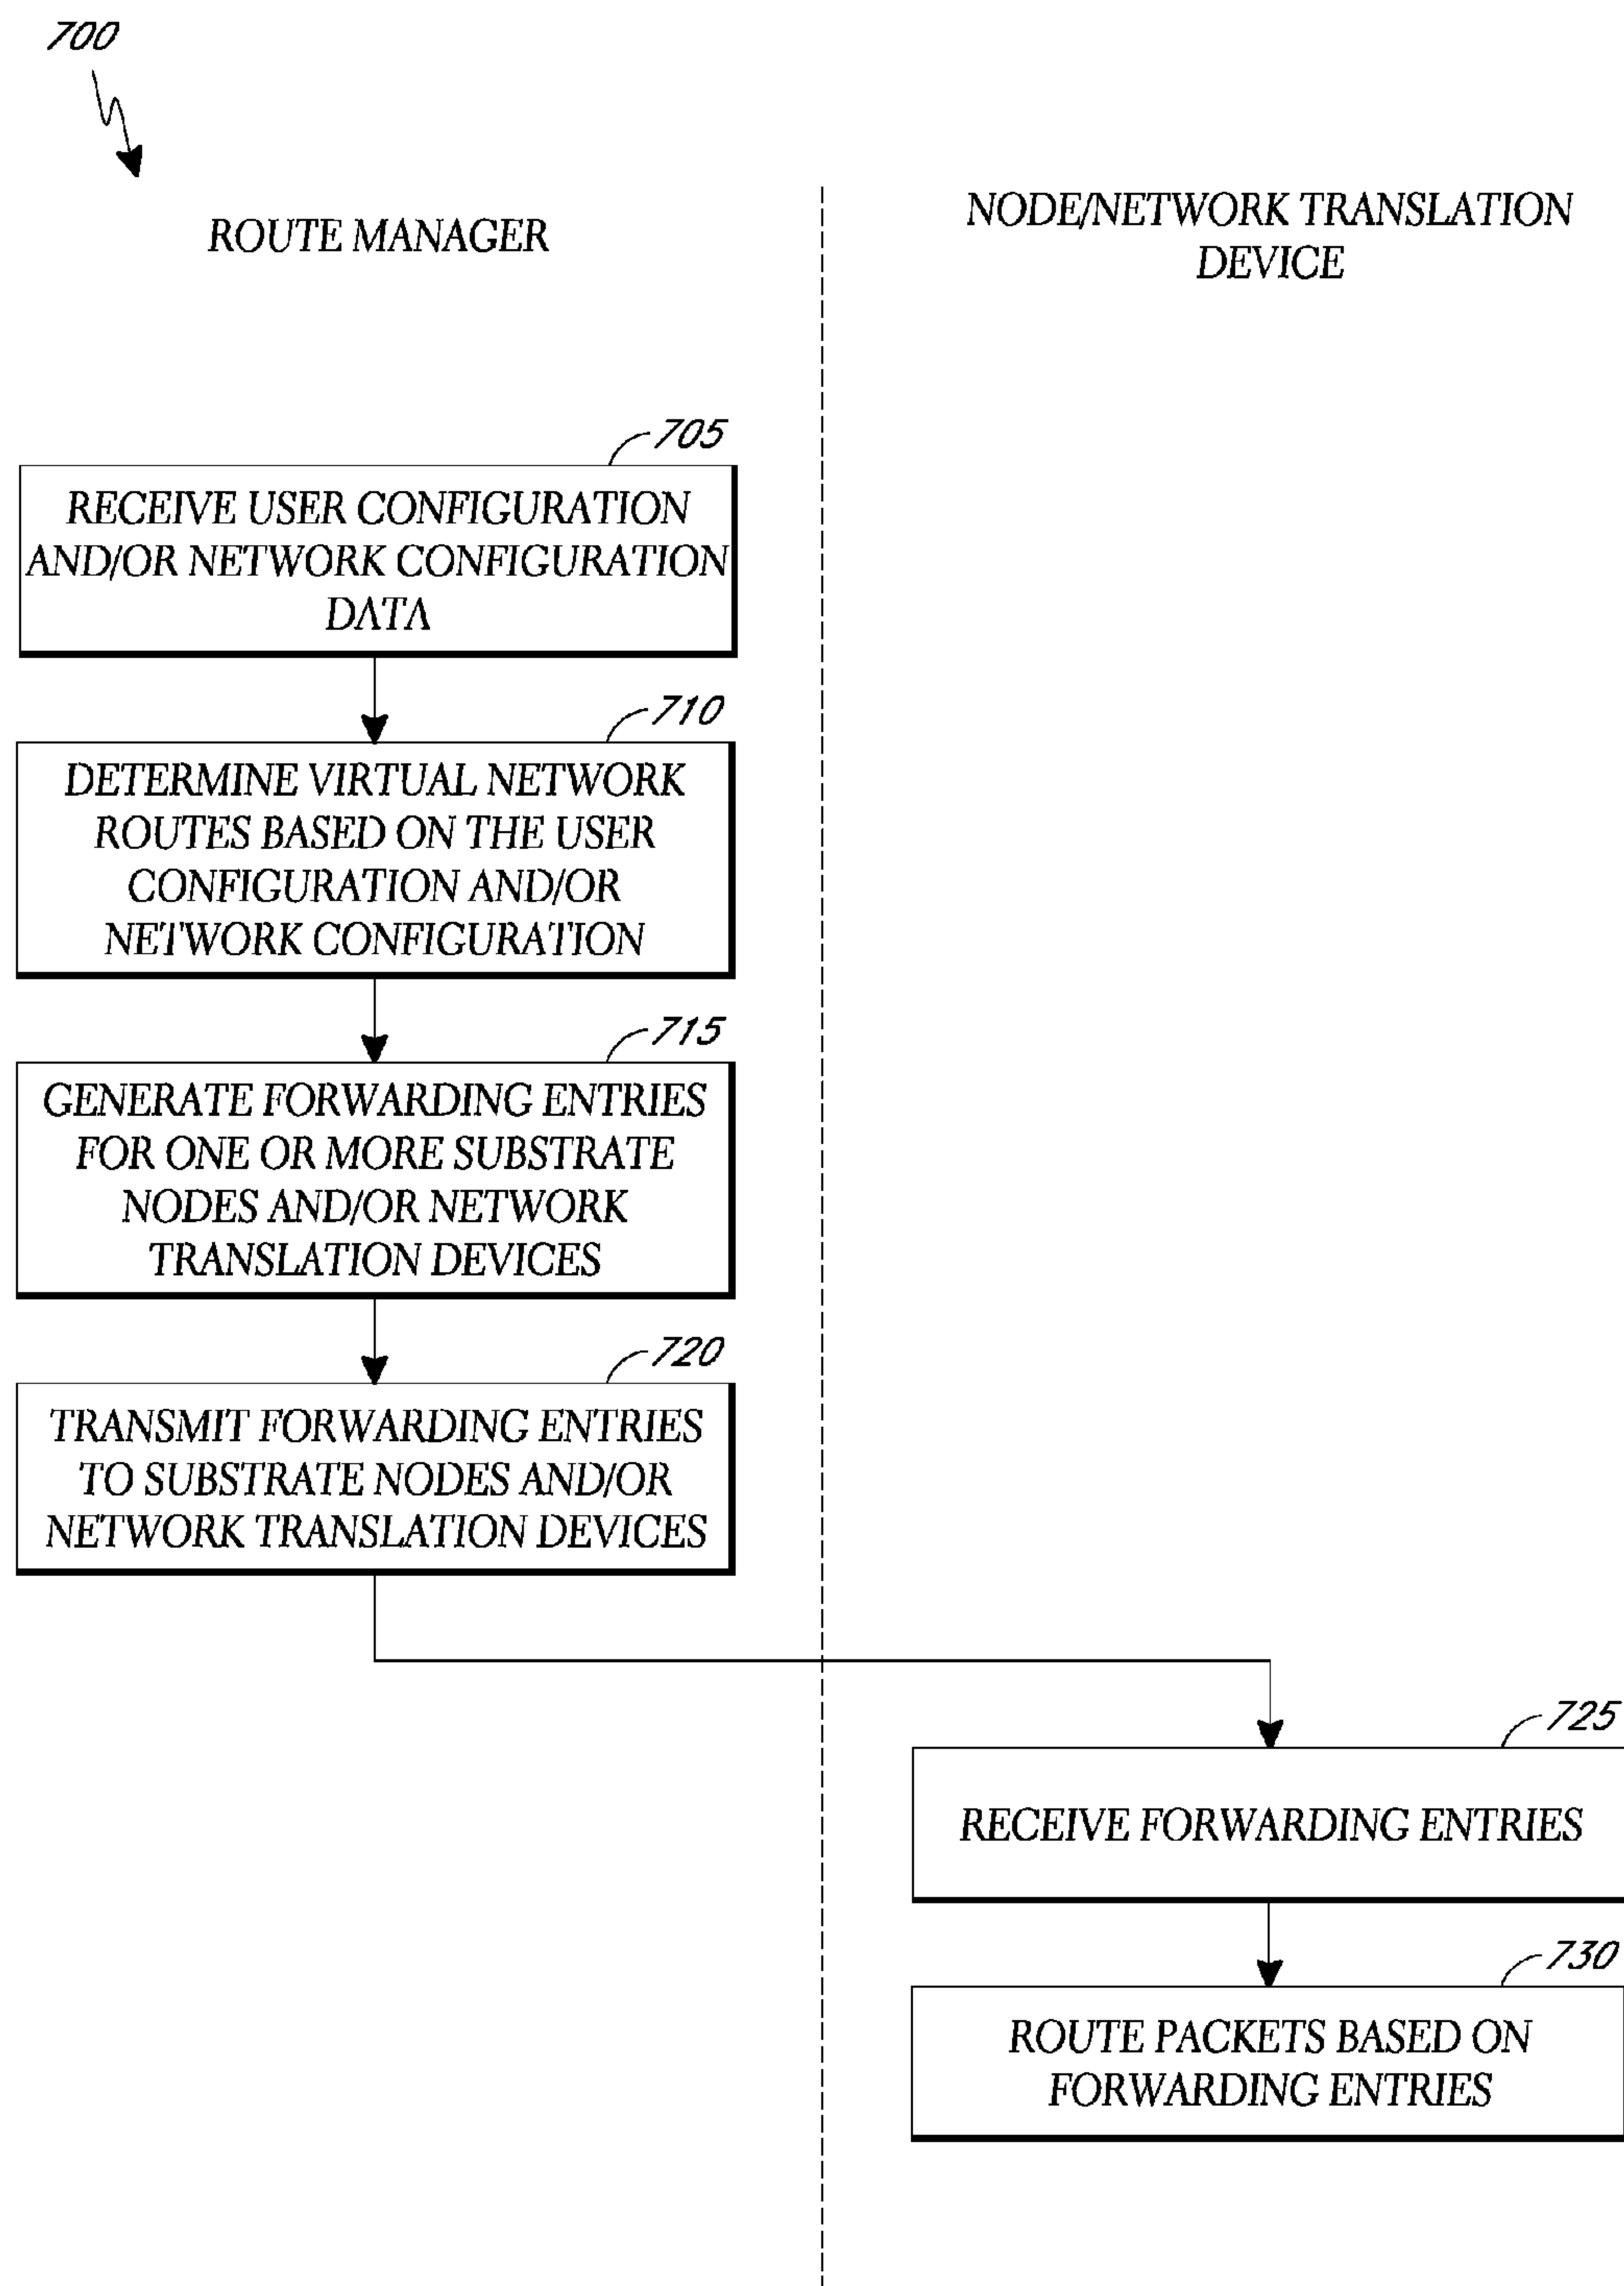 700
ROUTE MANAGER
NODE/NETWORK TRANSLATION
DEVICE
705
RECEIVE USER CONFIGURATION
AND/OR NETWORK CONFIGURATION
DATA
710
DETERMINE VIRTUAL NETWORK
ROUTES BASED ON THE USER
CONFIGURATION AND/OR
NETWORK CONFIGURATION
715
GENERATE FORWARDING ENTRIES
FOR ONE OR MORE SUBSTRATE
NODES AND/OR NETWORK
TRANSLATION DEVICES
720
TRANSMIT FORWARDING ENTRIES
TO SUBSTRATE NODES AND/OR
NETWORK TRANSLATION DEVICES
725
RECEIVE FORWARDING ENTRIES
730
ROUTE PACKETS BASED ON
FORWARDING ENTRIES